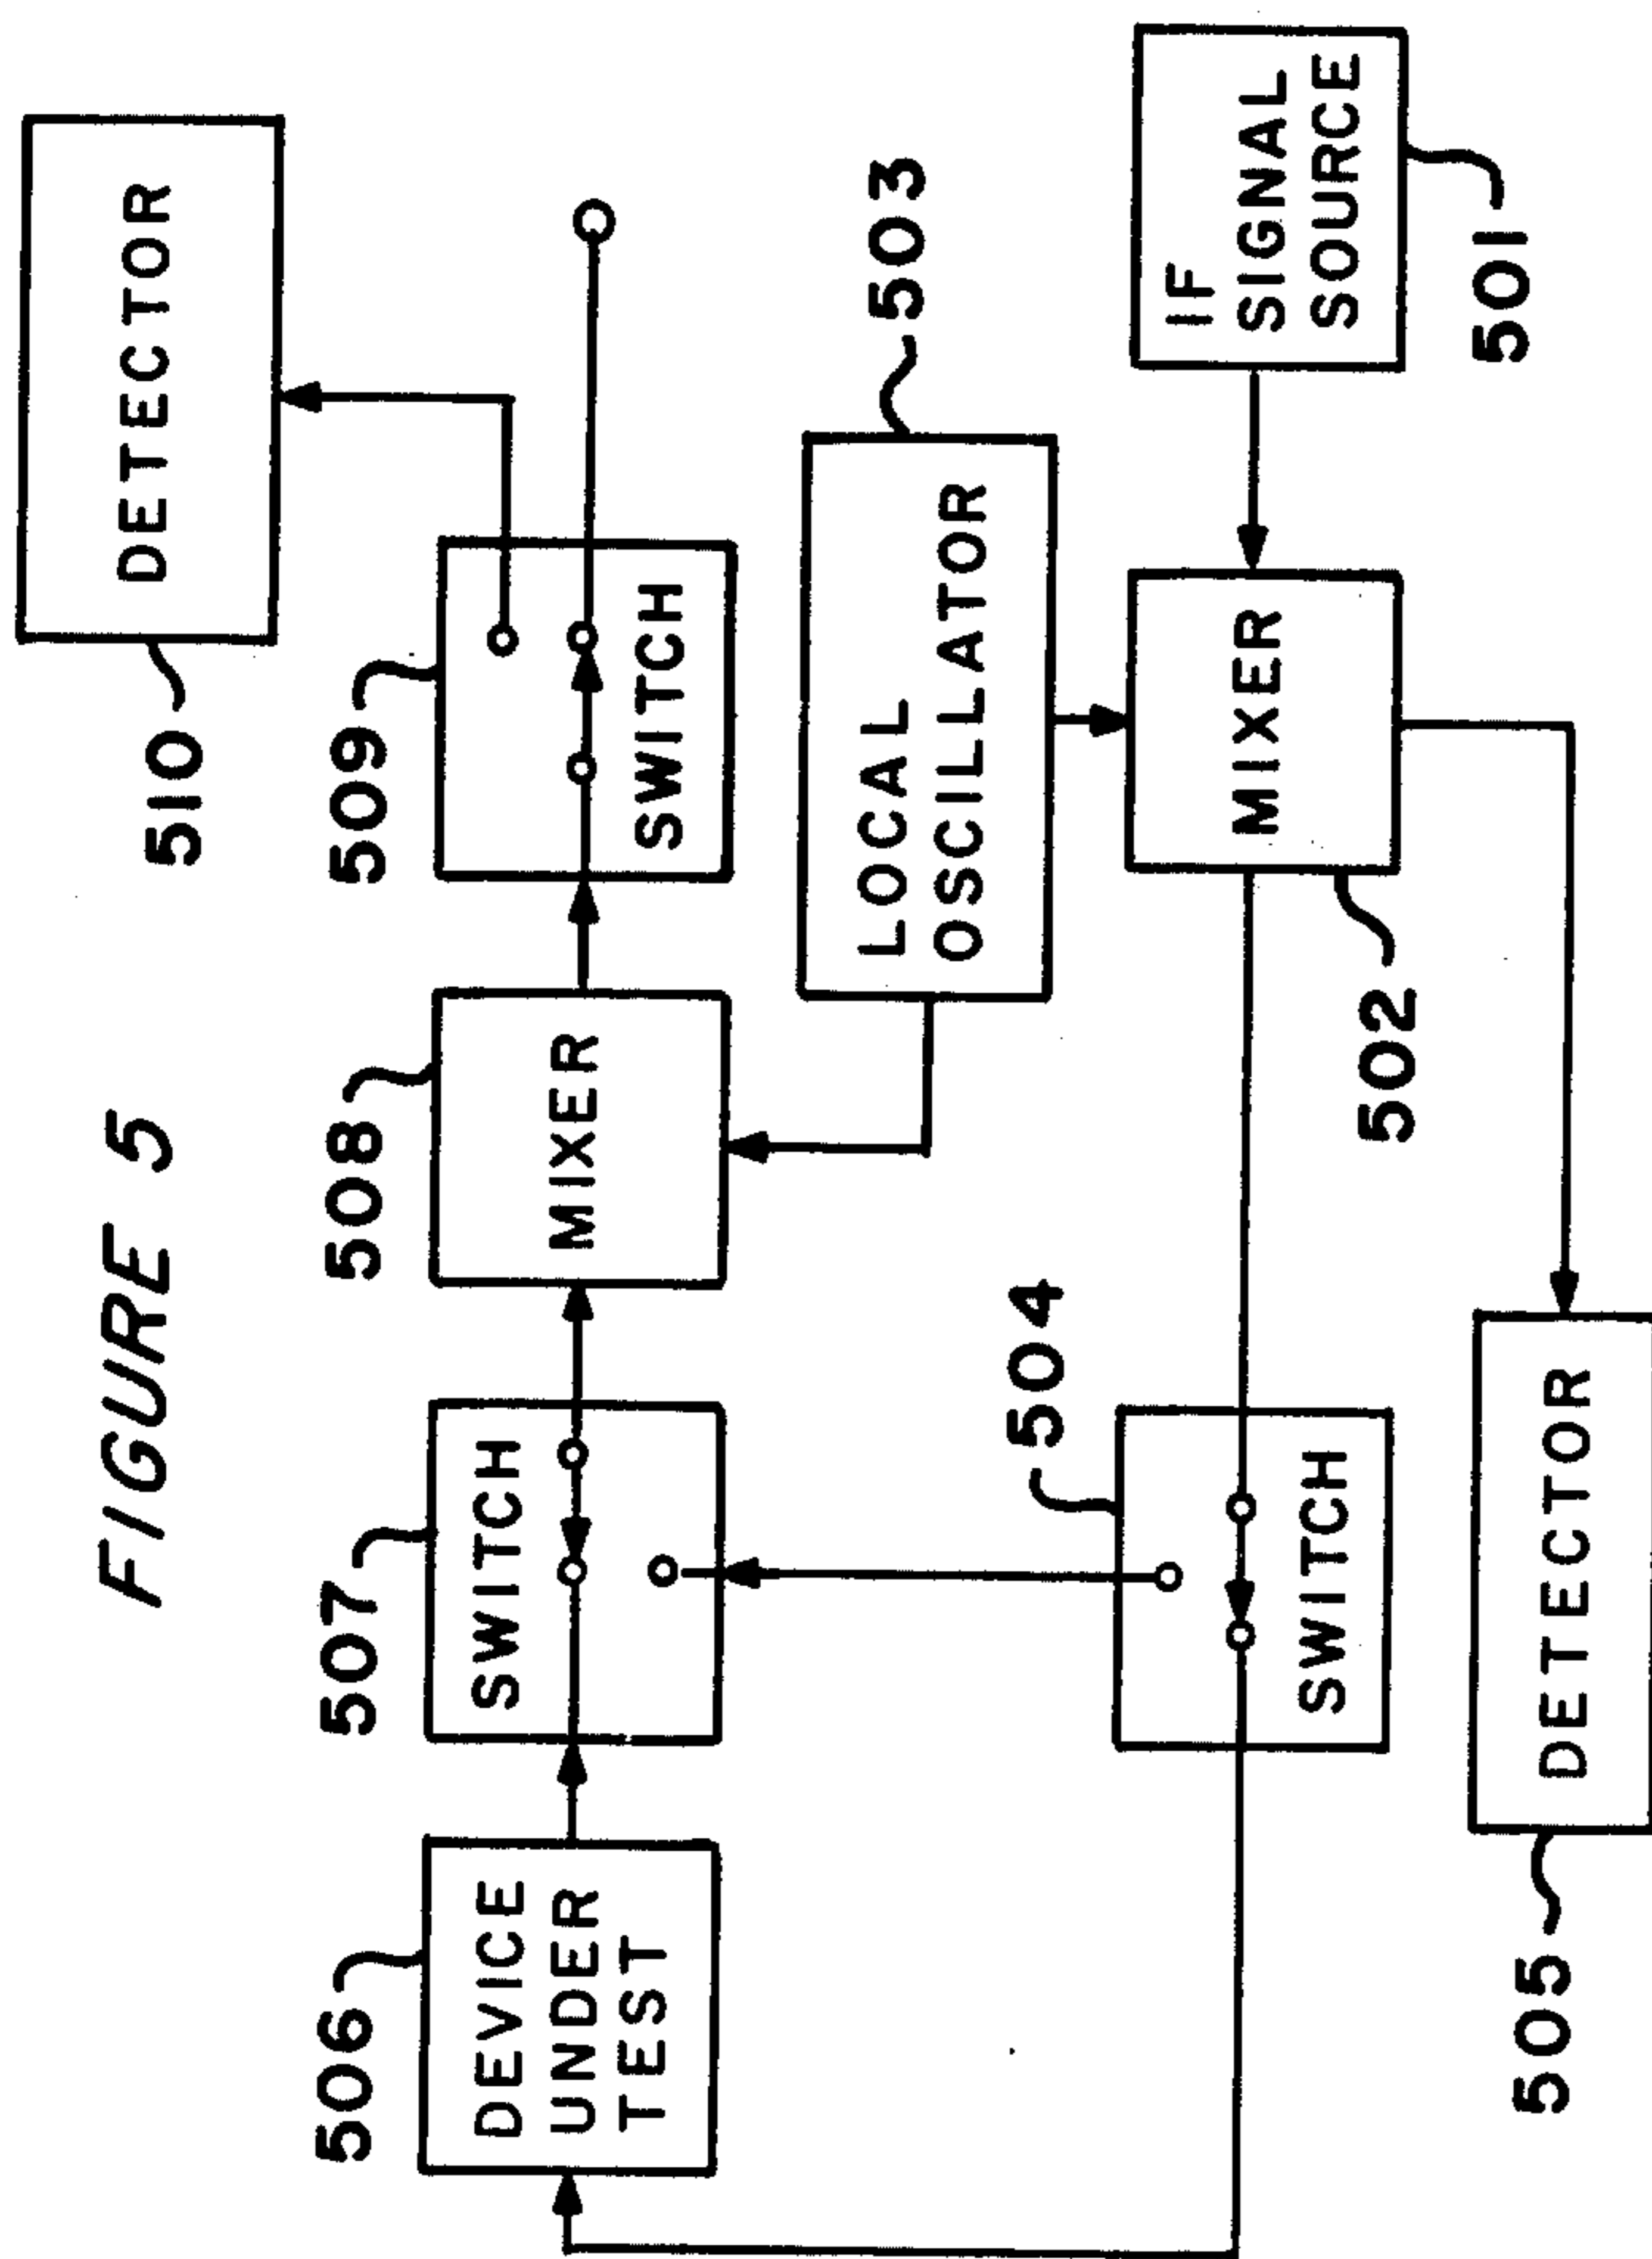 FIGURE 5
506
507
508
509
510
DEVICE
UNDER
TEST
SWITCH
MIXER
SWITCH
DETECTOR
504
503
LOCAL
OSCILLATOR
SWITCH
MIXER
IF
SIGNAL
SOURCE
502
501
505
DETECTOR